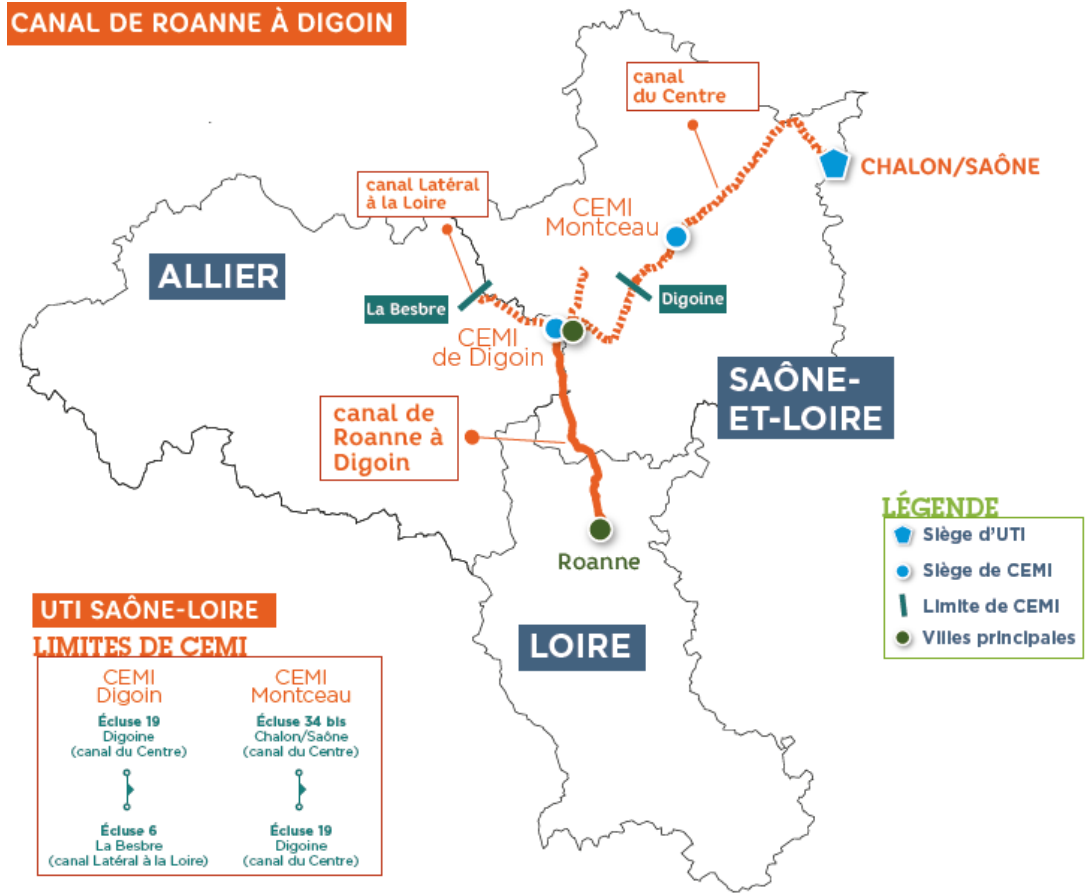 CANAL DE ROANNE À DIGOIN
canal
du Centre
CHALON/SAÔNE
canal Latéral
à la Loire
CEMI
Montceau
ALLIER
La Besbre
Digoine
CEMI
de Digoin
SAÔNE-
ET-LOIRE
canal de
Roanne à
Digoin
Roanne
LOIRE
LÉGENDE
Siège d'UTI
Siège de CEMI
Limite de CEMI
Villes principales
UTI SAÔNE-LOIRE
LIMITES DE CEMI
CEMI
Digoin
Écluse 19
Digoine
(canal du Centre)
Écluse 6
La Besbre
(canal Latéral à la Loire)
CEMI
Montceau
Écluse 34 bis
Chalon/Saône
(canal du Centre)
Écluse 19
Digoine
(canal du Centre)